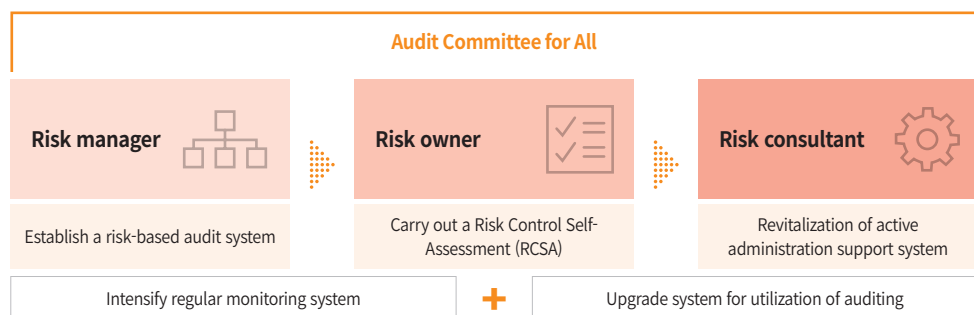 Audit Committee for All
Risk manager
Risk owner
Risk consultant
Establish a risk-based audit system
Carry out a Risk Control Self-
Assessment (RCSA)
Revitalization of active
administration support system
Intensify regular monitoring system
+
Upgrade system for utilization of auditing